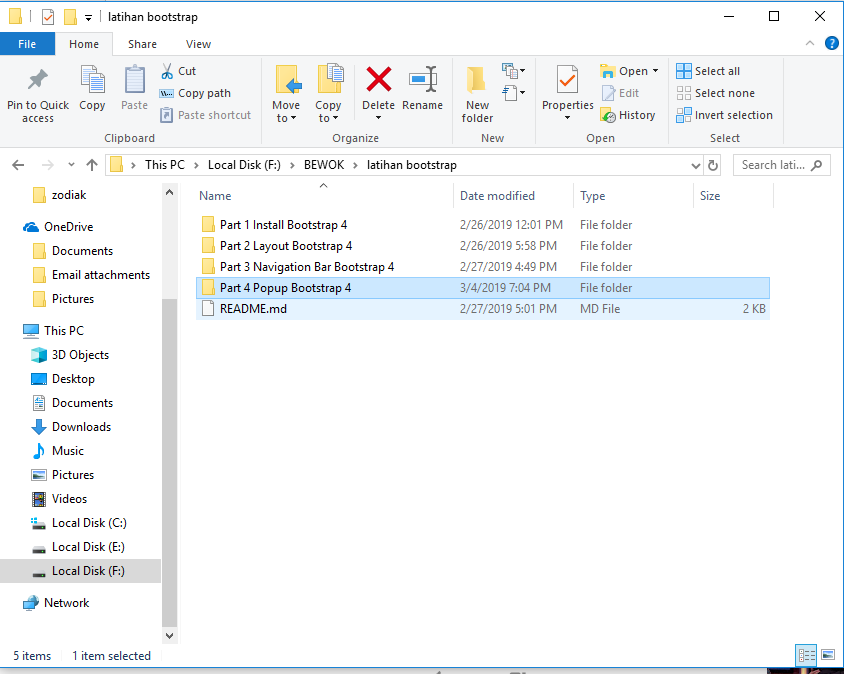 latihan bootstrap
File Home Share View
Pin to Quick access
Copy
Paste
Cut
Copy path
Paste shortcut
Clipboard
Move to
Copy to
Delete
Rename
Organize
New folder
New
Properties
Open
Edit
History
Open
Select all
Select none
Invert selection
Select
This PC > Local Disk (F:) > BEWOK > latihan bootstrap
Search lati...
zodiak
OneDrive
Documents
Email attachments
Pictures
This PC
3D Objects
Desktop
Documents
Downloads
Music
Pictures
Videos
Local Disk (C:)
Local Disk (E:)
Local Disk (F:)
Network
Name Date modified Type Size
Part 1 Install Bootstrap 4 2/26/2019 12:01 PM File folder
Part 2 Layout Bootstrap 4 2/26/2019 5:58 PM File folder
Part 3 Navigation Bar Bootstrap 4 2/27/2019 4:49 PM File folder
Part 4 Popup Bootstrap 4 3/4/2019 7:04 PM File folder
README.md 2/27/2019 5:01 PM MD File 2 KB
5 items 1 item selected